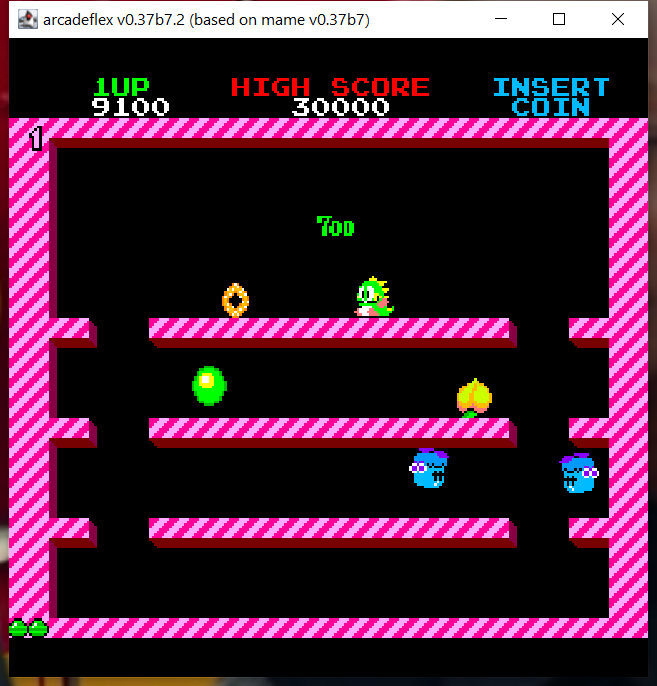 arcadeflex v0.37b7.2 (based on mame v0.37b7)
1UP HIGH SCORE INSERT
9100 30000 COIN
1
700